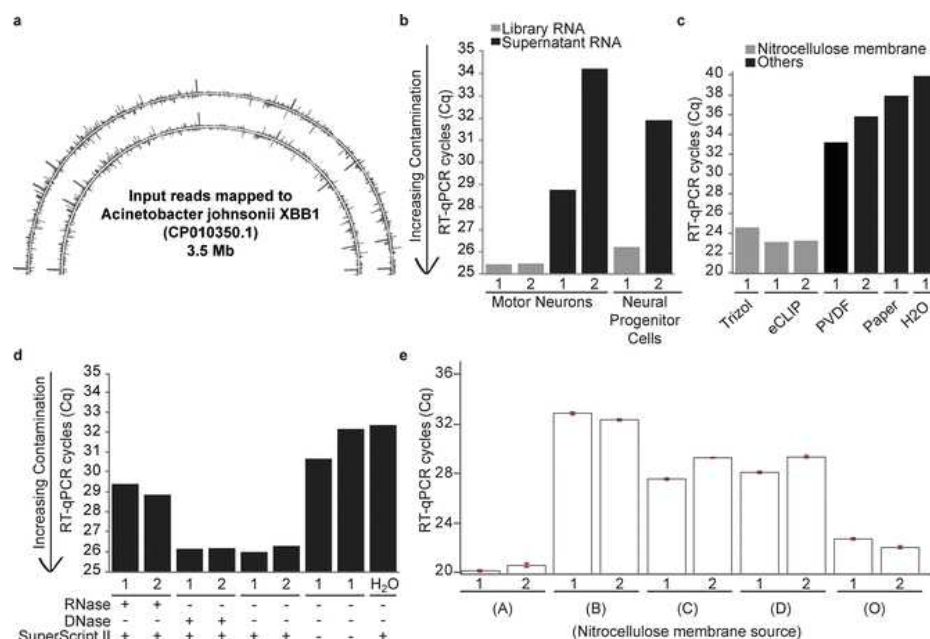 a
Input reads mapped to
Acinetobacter johnsonii XBB1
(CP010350.1)
3.5 Mb
b
Library RNA
Supernatant RNA
Increasing Contamination
RT-qPCR cycles (Cq)
35
34
33
32
31
30
29
28
27
26
25
1 2 1 2 1 2
Motor Neurons
Neural
Progenitor
Cells
c
Nitrocellulose membrane
Others
RT-qPCR cycles (Cq)
40
38
36
34
32
30
28
26
24
22
20
1 1 2 1 2 1 1
Trizol
eCLIP
PVDF
Paper
H2O
d
Increasing Contamination
RT-qPCR cycles (Cq)
35
34
33
32
31
30
29
28
27
26
25
1 2 1 2 1 2 1 1 H2O
RNase + + - - - - - - -
DNase - - + + - - - - -
SuperScript II + + + + + + - - +
e
RT-qPCR cycles (Cq)
36
32
28
24
20
1 2 1 2 1 2 1 2 1 2
(A) (B) (C) (D) (O)
(Nitrocellulose membrane source)